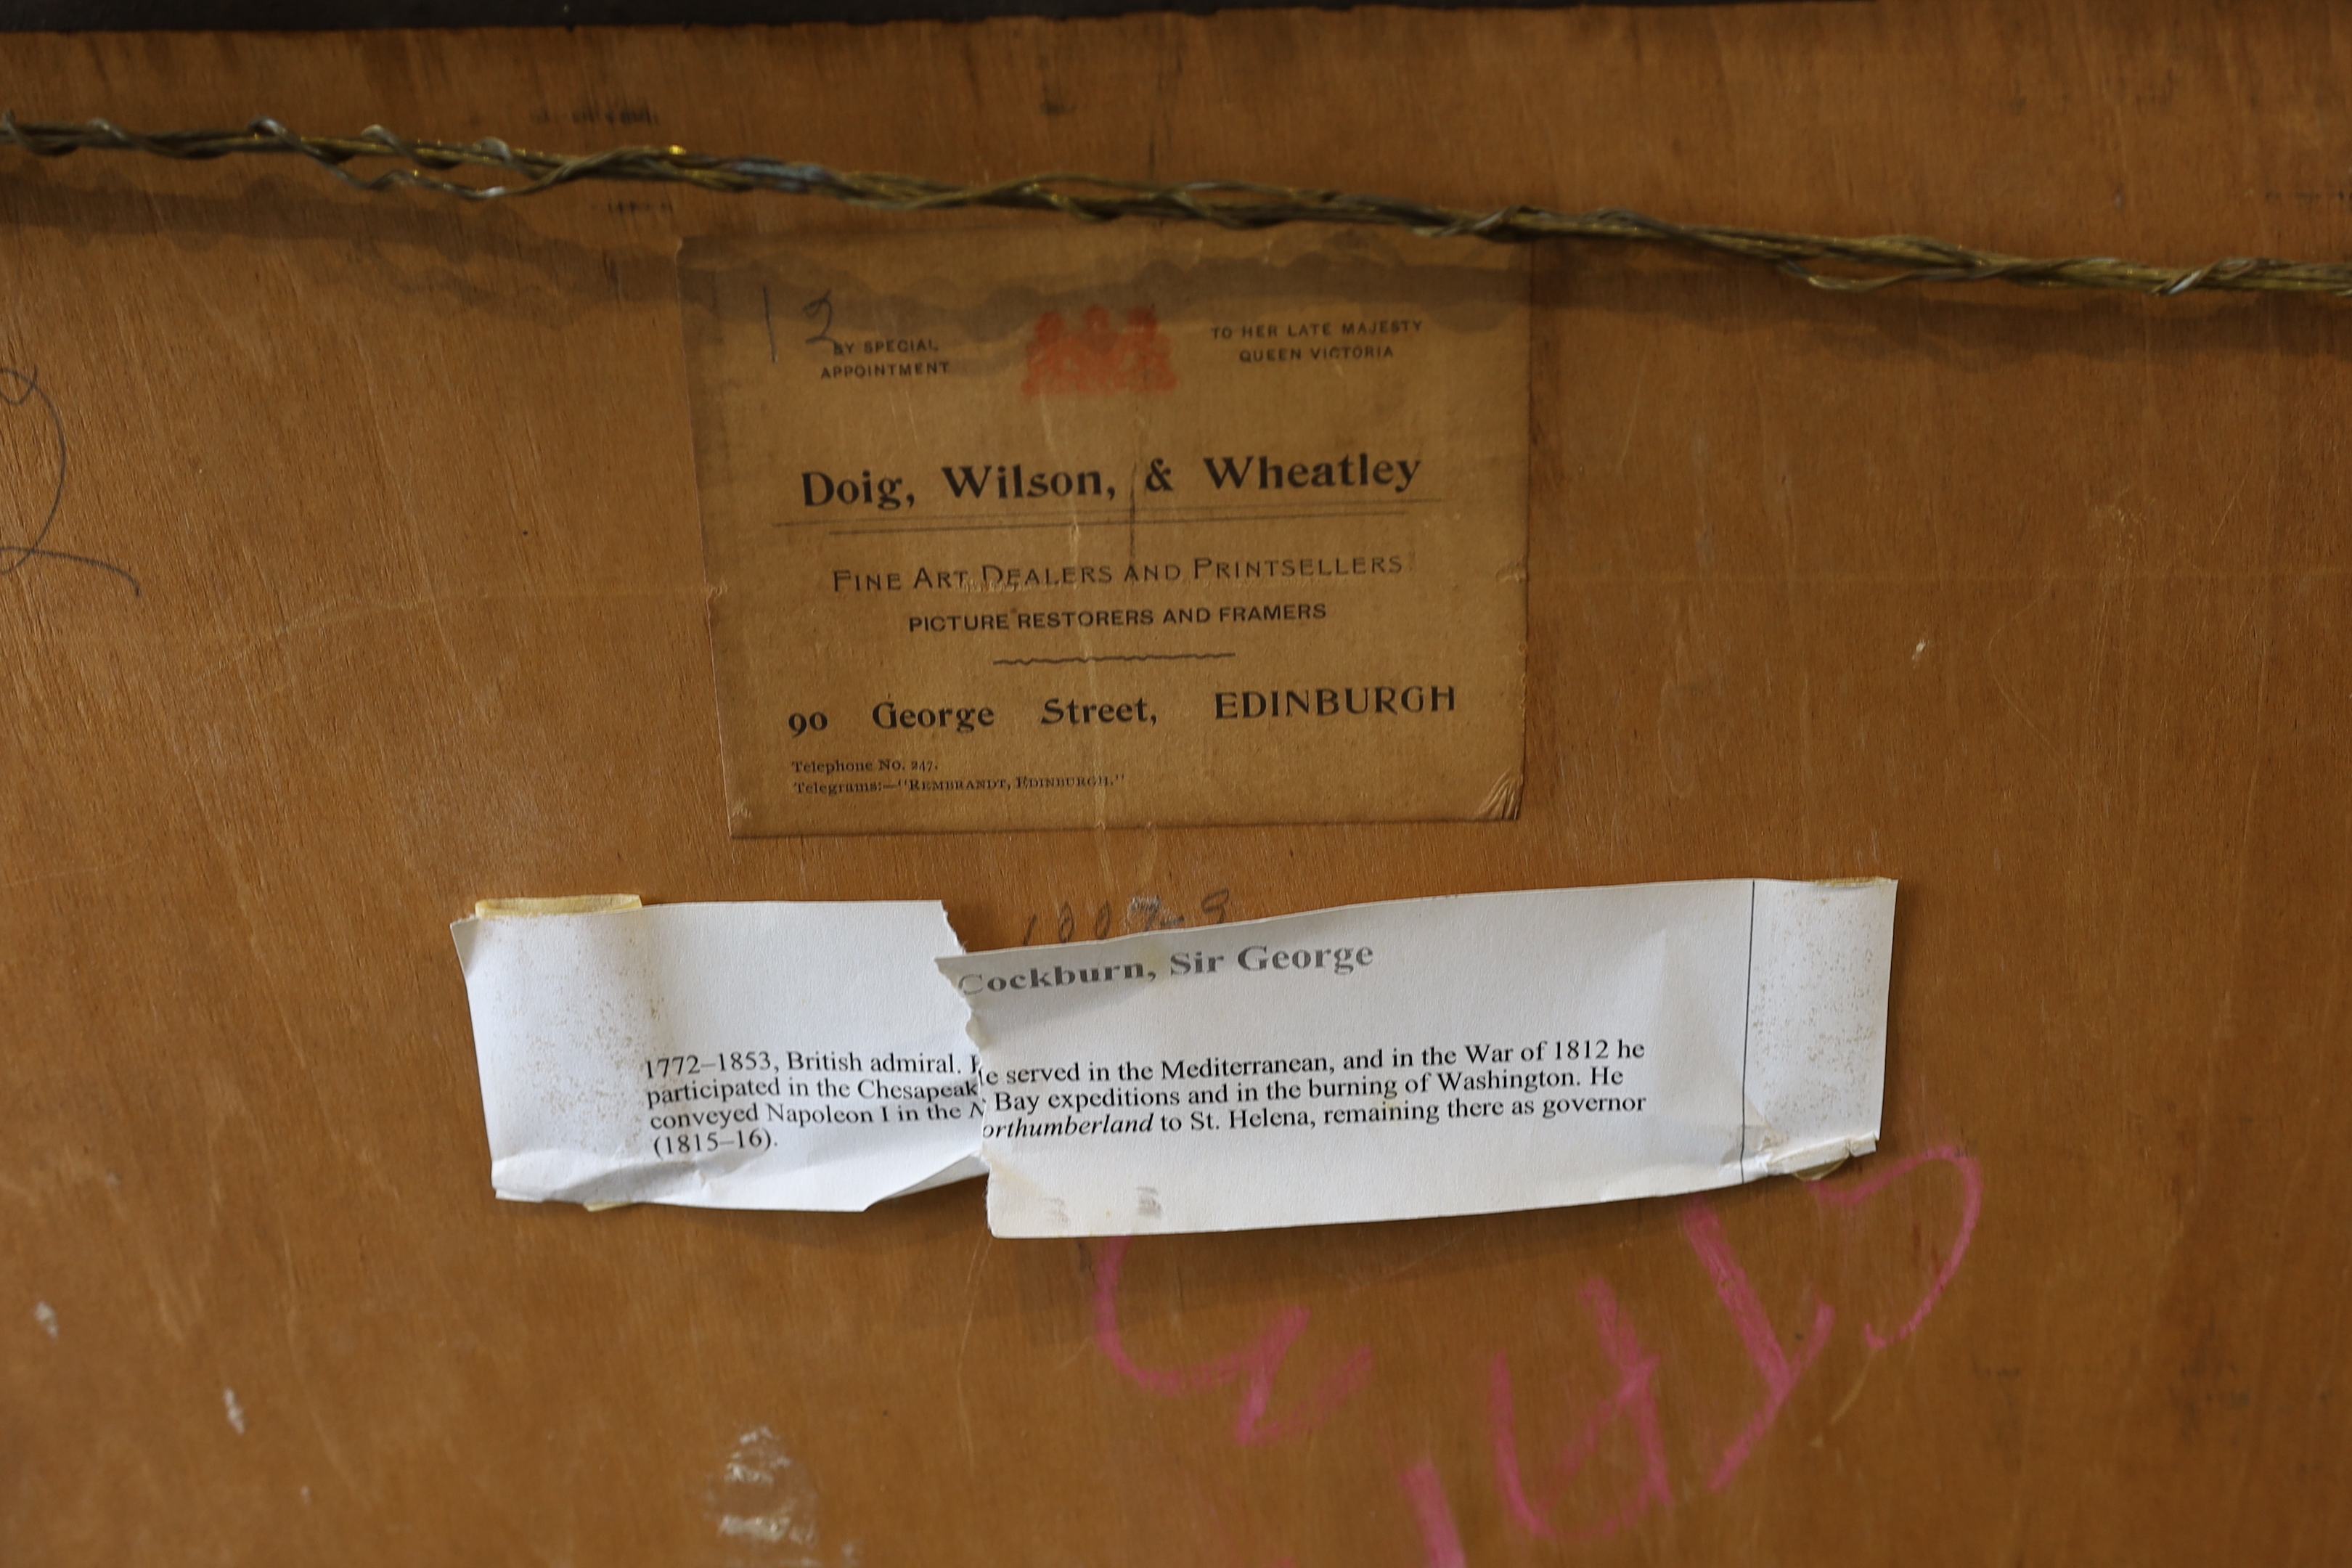 12
BY SPECIAL
APPOINTMENT
TO HER LATE MAJESTY
QUEEN VICTORIA
Doig, Wilson, & Wheatley
FINE ART DEALERS AND PRINTSELLERS
PICTURE RESTORERS AND FRAMERS
90 George Street, EDINBURGH
Telephone No. 247.
Telegrams:—"REMBRANDT, EDINBURGH."
Cockburn, Sir George
1772–1853, British admiral. He served in the Mediterranean, and in the War of 1812 he
participated in the Chesapeak Bay expeditions and in the burning of Washington. He
conveyed Napoleon I in the Northumberland to St. Helena, remaining there as governor
(1815–16).